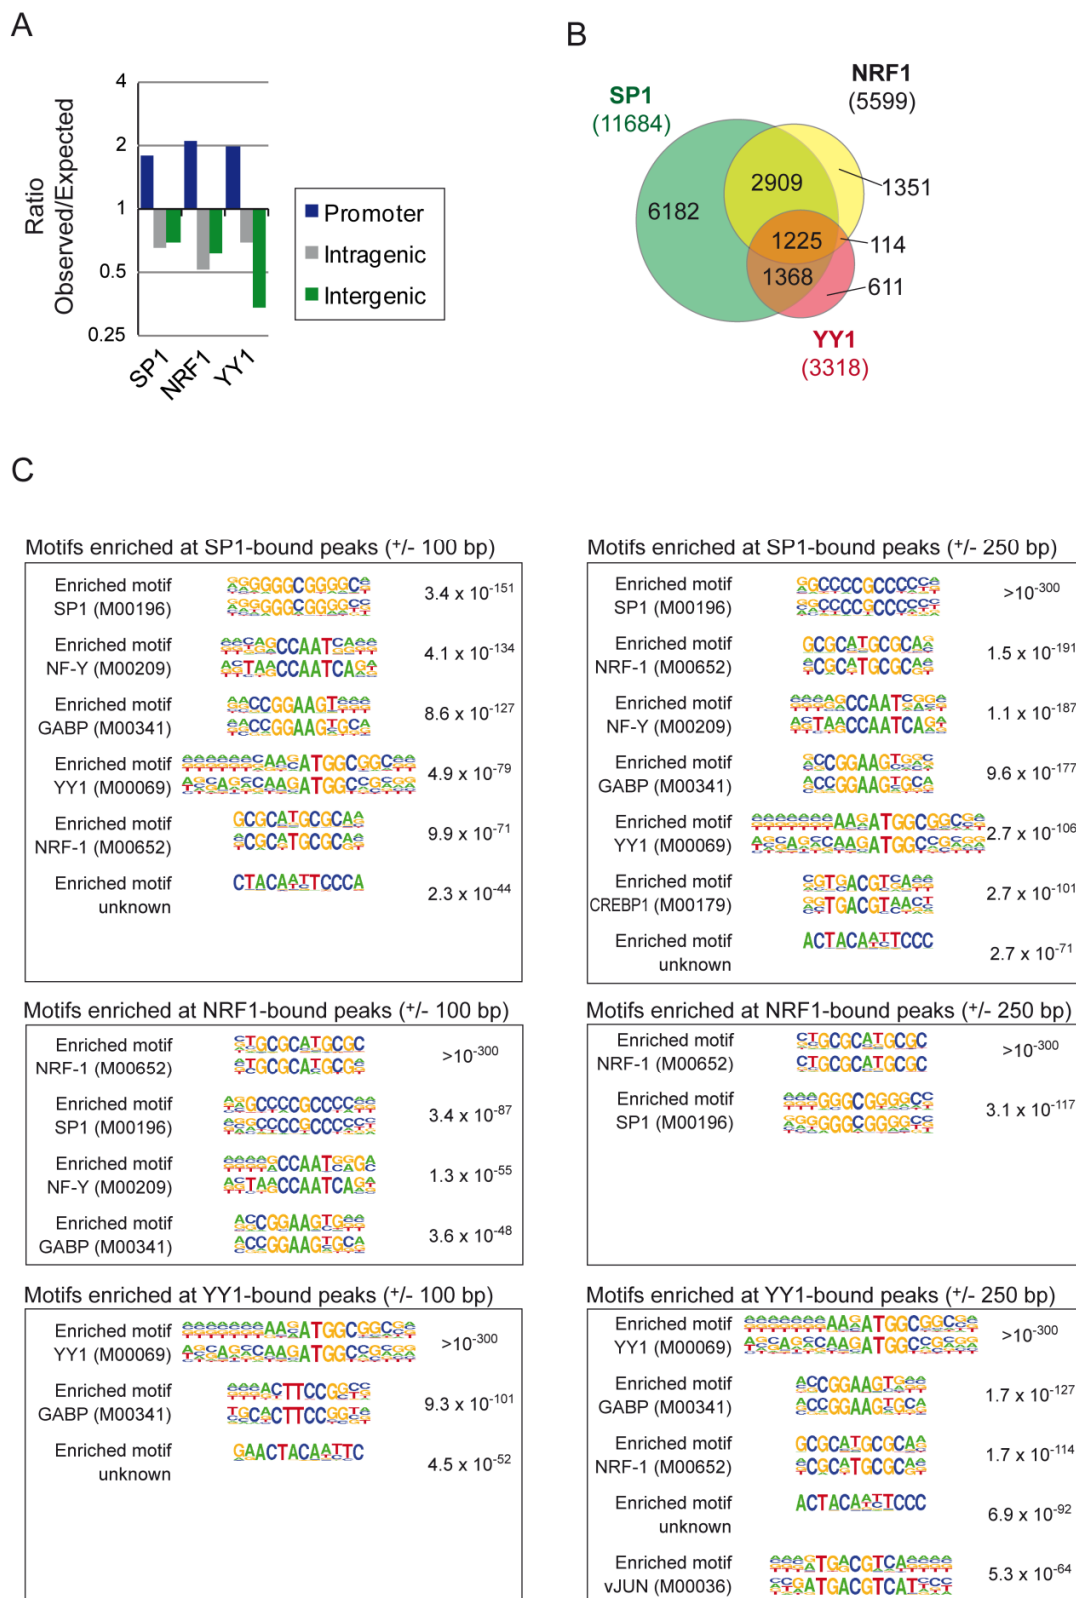 A
4
2
1
0.5
0.25
Ratio
Observed/Expected
SP1
NRF1
YY1
Promoter
Intragenic
Intergenic
B
NRF1
(5599)
SP1
(11684)
2909
1351
6182
1225
114
1368
611
YY1
(3318)
C
Motifs enriched at SP1-bound peaks (+/- 100 bp)
Enriched motif
SP1 (M00196)
3.4 x 10-151
Enriched motif
NF-Y (M00209)
4.1 x 10-134
Enriched motif
GABP (M00341)
8.6 x 10-127
Enriched motif
YY1 (M00069)
4.9 x 10-79
Enriched motif
NRF-1 (M00652)
9.9 x 10-71
Enriched motif
unknown
2.3 x 10-44
Motifs enriched at SP1-bound peaks (+/- 250 bp)
Enriched motif
SP1 (M00196)
>10-300
Enriched motif
NRF-1 (M00652)
1.5 x 10-191
Enriched motif
NF-Y (M00209)
1.1 x 10-187
Enriched motif
GABP (M00341)
9.6 x 10-177
Enriched motif
YY1 (M00069)
2.7 x 10-106
Enriched motif
CREBP1 (M00179)
2.7 x 10-101
Enriched motif
unknown
2.7 x 10-71
Motifs enriched at NRF1-bound peaks (+/- 100 bp)
Enriched motif
NRF-1 (M00652)
>10-300
Enriched motif
SP1 (M00196)
3.4 x 10-87
Enriched motif
NF-Y (M00209)
1.3 x 10-55
Enriched motif
GABP (M00341)
3.6 x 10-48
Motifs enriched at NRF1-bound peaks (+/- 250 bp)
Enriched motif
NRF-1 (M00652)
>10-300
Enriched motif
SP1 (M00196)
3.1 x 10-117
Motifs enriched at YY1-bound peaks (+/- 100 bp)
Enriched motif
YY1 (M00069)
>10-300
Enriched motif
GABP (M00341)
9.3 x 10-101
Enriched motif
unknown
4.5 x 10-52
Motifs enriched at YY1-bound peaks (+/- 250 bp)
Enriched motif
YY1 (M00069)
>10-300
Enriched motif
GABP (M00341)
1.7 x 10-127
Enriched motif
NRF-1 (M00652)
1.7 x 10-114
Enriched motif
unknown
6.9 x 10-92
Enriched motif
vJUN (M00036)
5.3 x 10-64